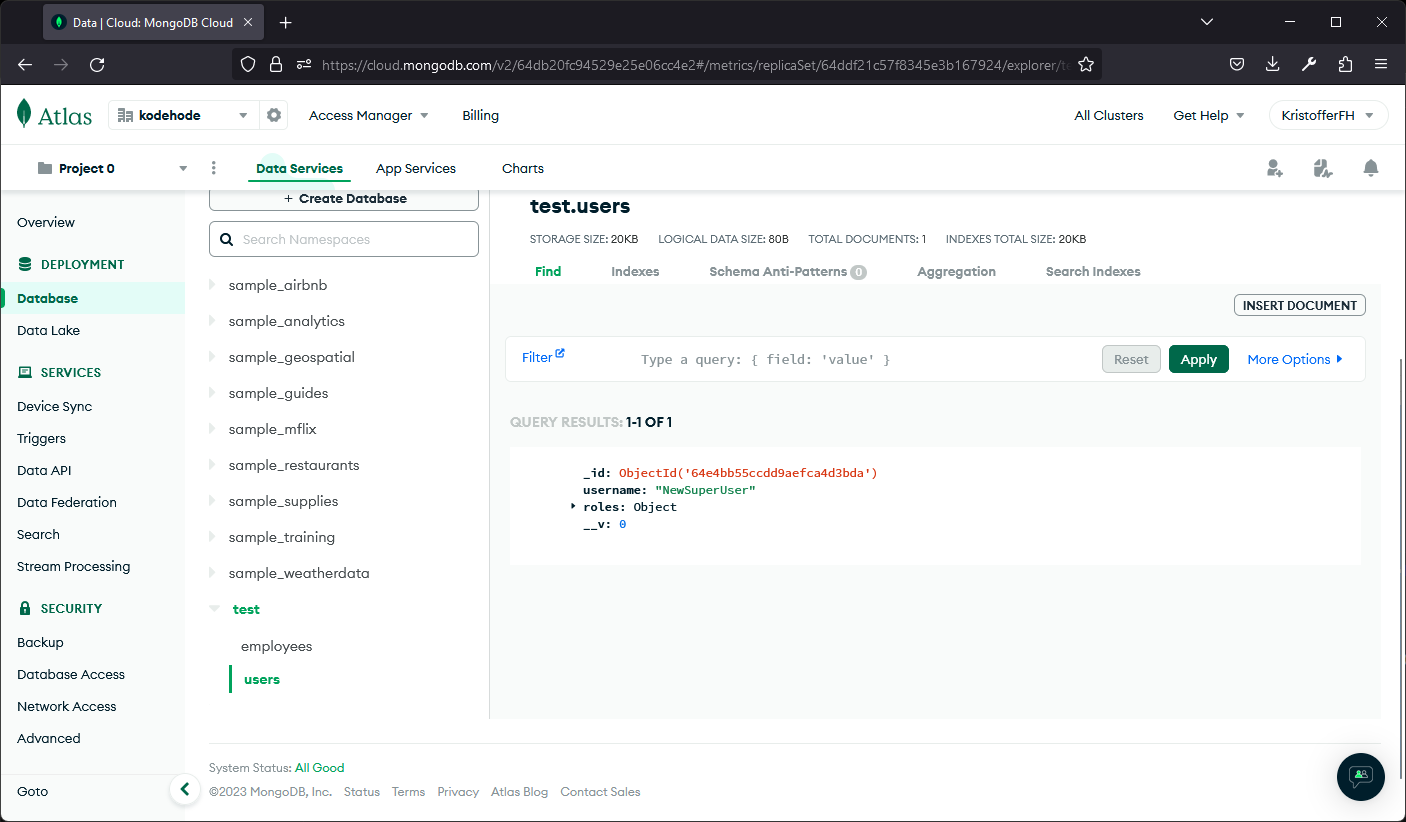 Data | Cloud: MongoDB Cloud
https://cloud.mongodb.com/v2/64db20fc94529e25e06cc4e2#/metrics/replicaSet/64ddf21c57f8345e3b167924/explorer/te
Atlas kodehode Access Manager Billing All Clusters Get Help KristofferFH
Project 0 Data Services App Services Charts
Overview
DEPLOYMENT
Database
Data Lake
SERVICES
Device Sync
Triggers
Data API
Data Federation
Search
Stream Processing
SECURITY
Backup
Database Access
Network Access
Advanced
Goto
+ Create Database
Search Namespaces
sample_airbnb
sample_analytics
sample_geospatial
sample_guides
sample_mflix
sample_restaurants
sample_supplies
sample_training
sample_weatherdata
test
employees
users
test.users
STORAGE SIZE: 20KB LOGICAL DATA SIZE: 80B TOTAL DOCUMENTS: 1 INDEXES TOTAL SIZE: 20KB
Find Indexes Schema Anti-Patterns 0 Aggregation Search Indexes
INSERT DOCUMENT
Filter Type a query: { field: 'value' } Reset Apply More Options
QUERY RESULTS: 1-1 OF 1
_id: ObjectId('64e4bb55ccdd9aefca4d3bda')
username: "NewSuperUser"
roles: Object
__v: 0
System Status: All Good
©2023 MongoDB, Inc. Status Terms Privacy Atlas Blog Contact Sales